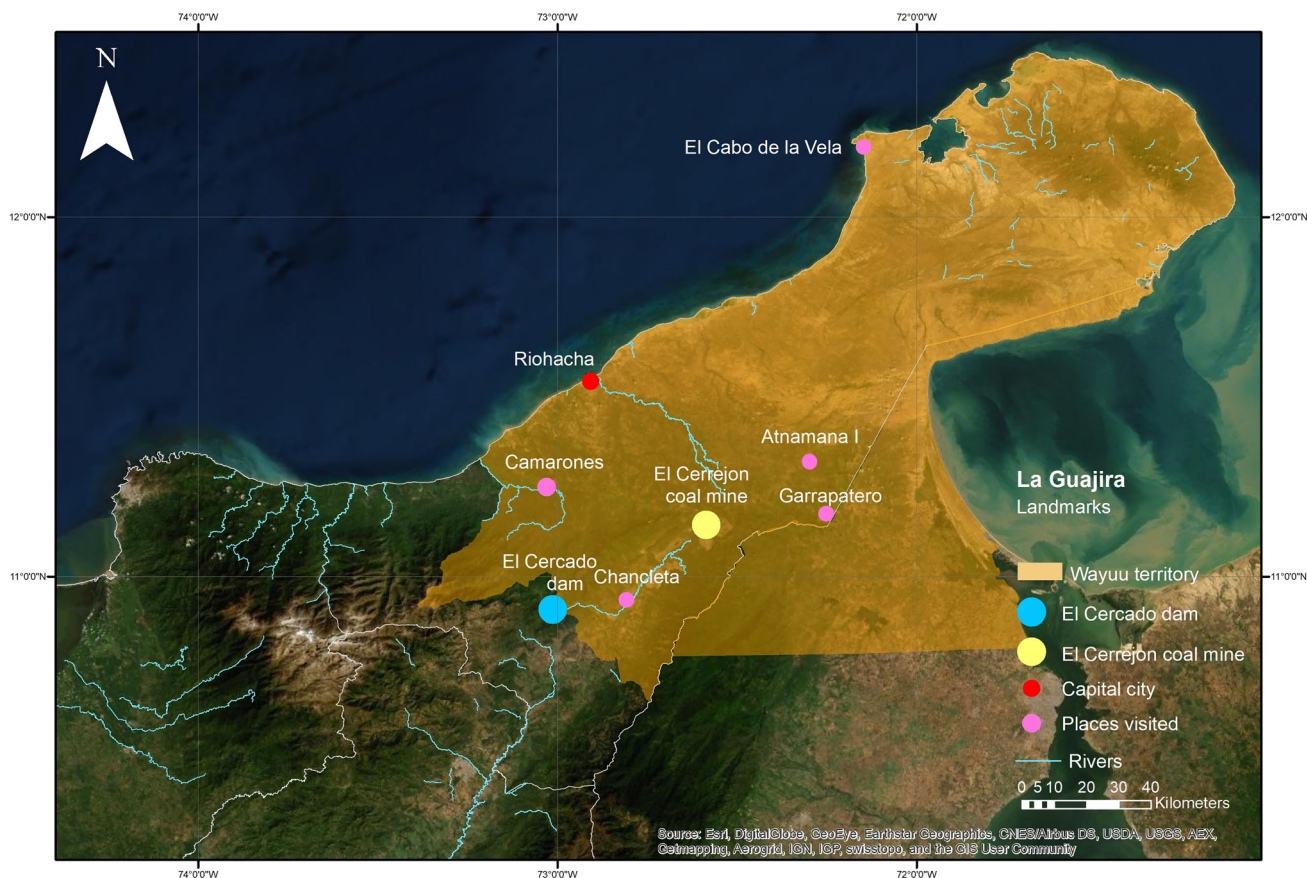 74°0'0"W
73°0'0"W
72°0'0"W
N
El Cabo de la Vela
12°0'0"N
12°0'0"N
Riohacha
Atnamana I
Camarones
El Cerrejon
coal mine
Garrapatero
La Guajira
Landmarks
El Cercado
dam
Chancleta
11°0'0"N
11°0'0"N
Wayuu territory
El Cercado dam
El Cerrejon coal mine
Capital city
Places visited
Rivers
0 5 10 20 30 40
Kilometers
Source: Esri, DigitalGlobe, GeoEye, Earthstar Geographics, CNES/Airbus DS, USDA, USGS, AEX,
Getmapping, Aerogrid, IGN, IGP, swisstopo, and the GIS User Community
74°0'0"W
73°0'0"W
72°0'0"W